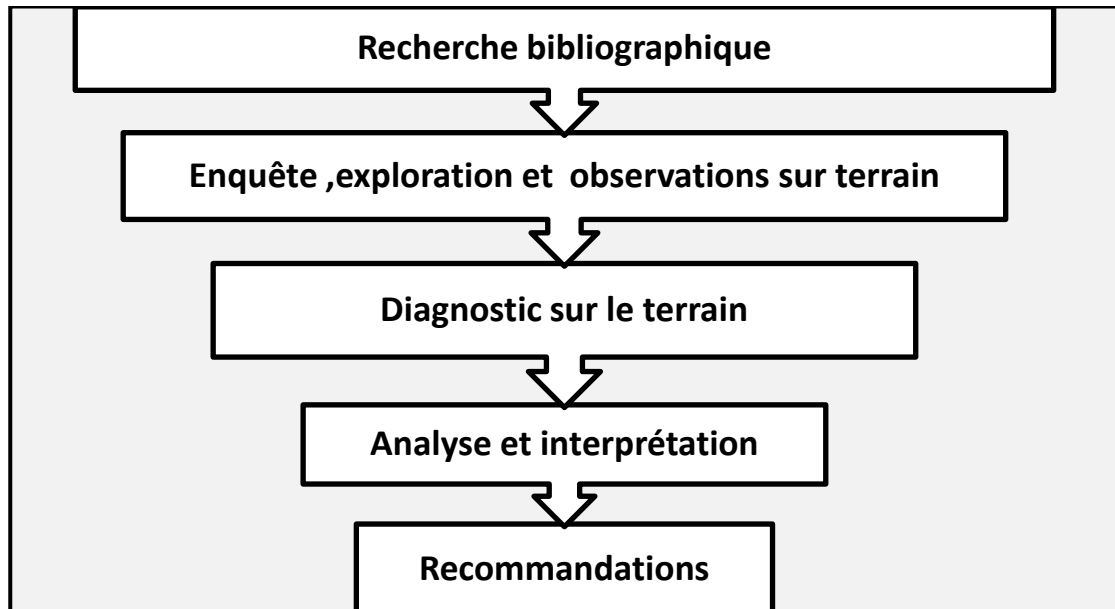 Recherche bibliographique
Enquête ,exploration et  observations sur terrain
Diagnostic sur le terrain
Analyse et interprétation
Recommandations